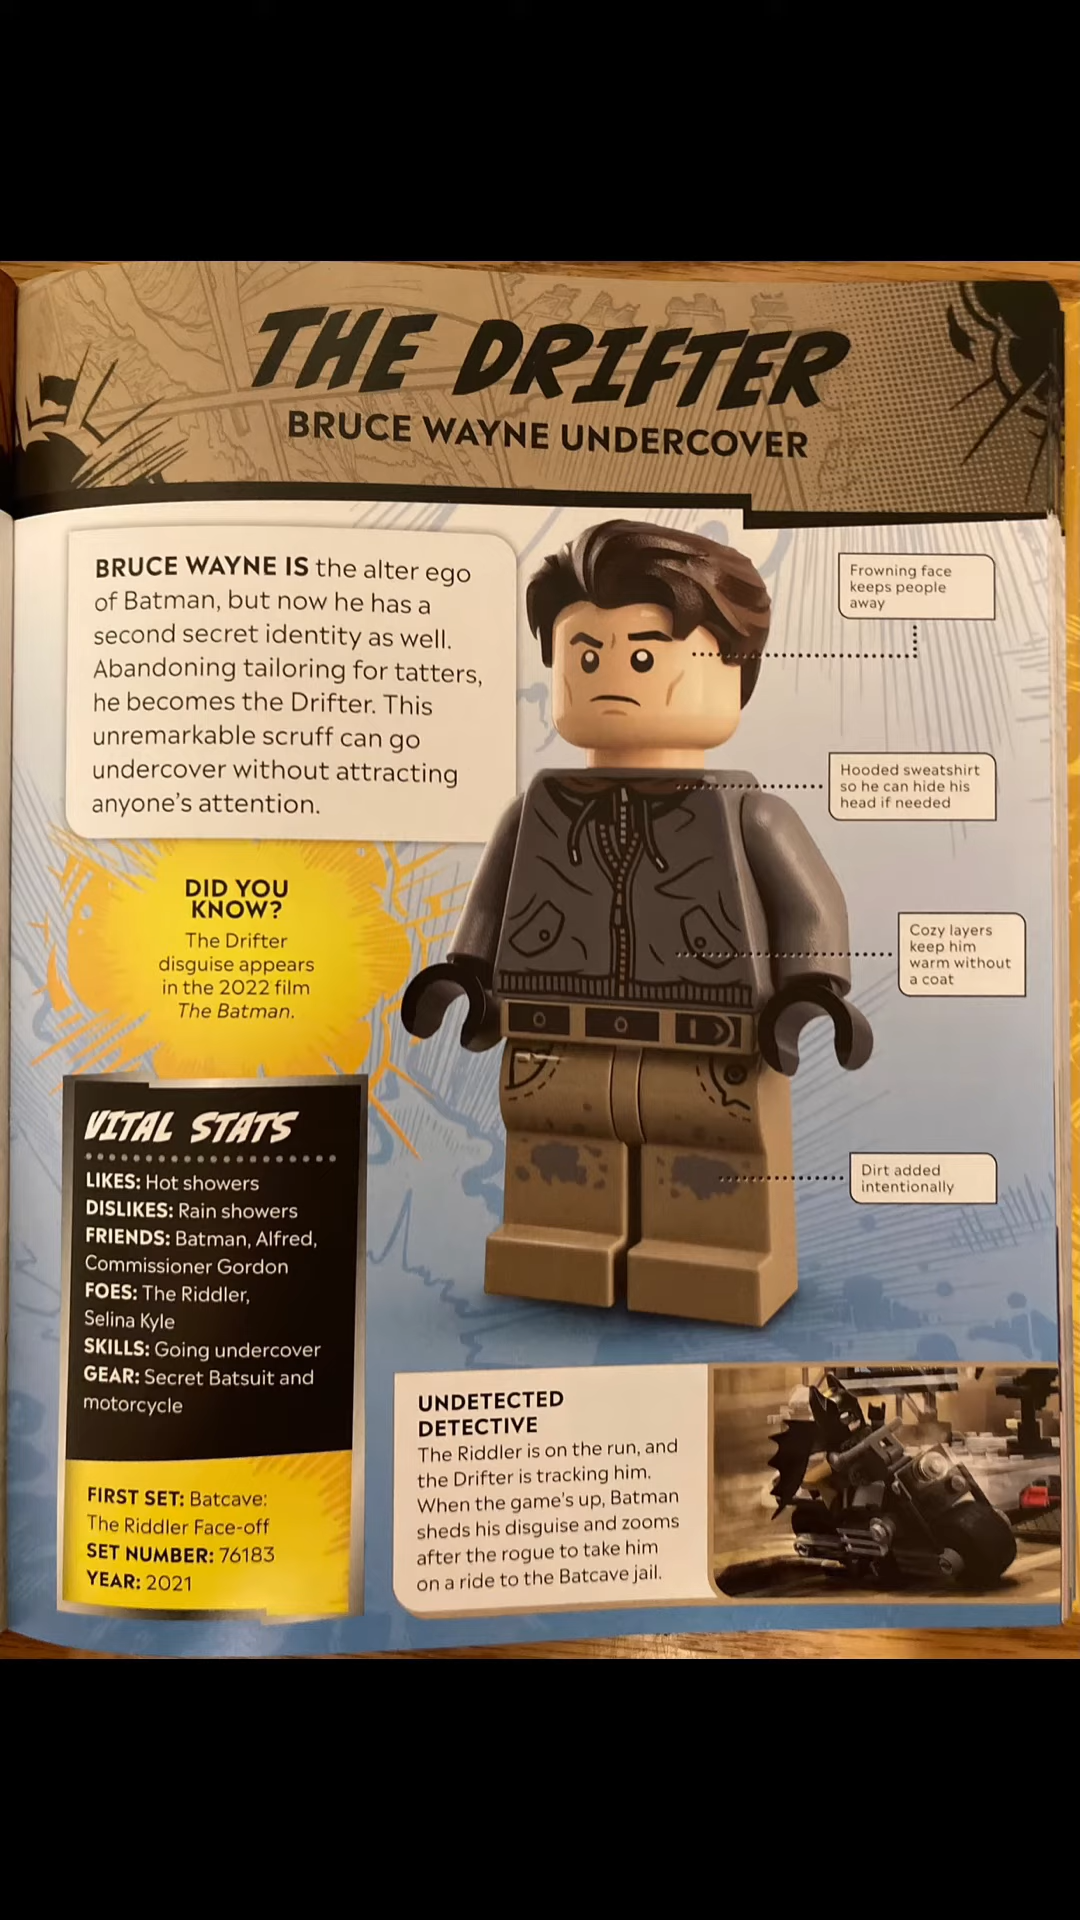 THE DRIFTER
BRUCE WAYNE UNDERCOVER
BRUCE WAYNE IS the alter ego
of Batman, but now he has a
second secret identity as well.
Abandoning tailoring for tatters,
he becomes the Drifter. This
unremarkable scruff can go
undercover without attracting
anyone's attention.
Frowning face
keeps people
away
Hooded sweatshirt
so he can hide his
head if needed
Cozy layers
keep him
warm without
a coat
Dirt added
intentionally
DID YOU
KNOW?
The Drifter
disguise appears
in the 2022 film
The Batman.
VITAL STATS
LIKES: Hot showers
DISLIKES: Rain showers
FRIENDS: Batman, Alfred,
Commissioner Gordon
FOES: The Riddler,
Selina Kyle
SKILLS: Going undercover
GEAR: Secret Batsuit and
motorcycle
FIRST SET: Batcave:
The Riddler Face-off
SET NUMBER: 76183
YEAR: 2021
UNDETECTED
DETECTIVE
The Riddler is on the run, and
the Drifter is tracking him.
When the game's up, Batman
sheds his disguise and zooms
after the rogue to take him
on a ride to the Batcave jail.